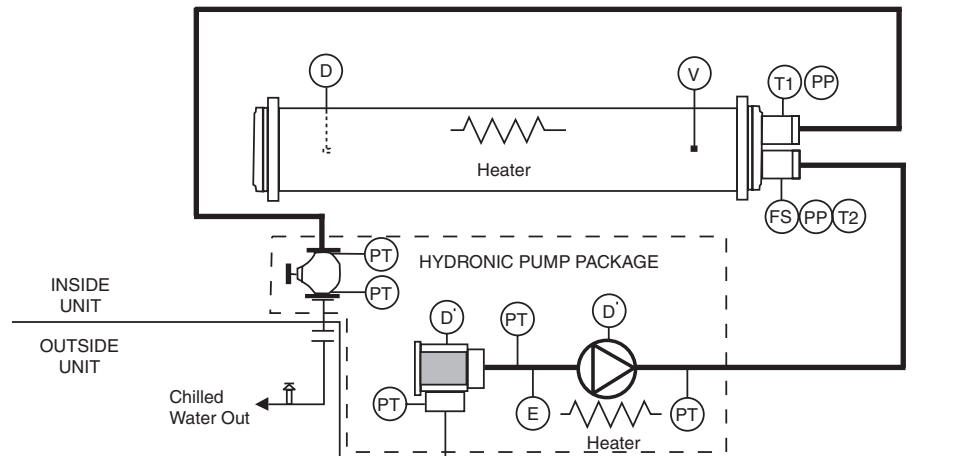 D
V
T1
PP
Heater
FS
PP
T2
PT
HYDRONIC PUMP PACKAGE
PT
INSIDE
UNIT
OUTSIDE
UNIT
D'
PT
D'
Chilled
Water Out
PT
E
PT
Heater